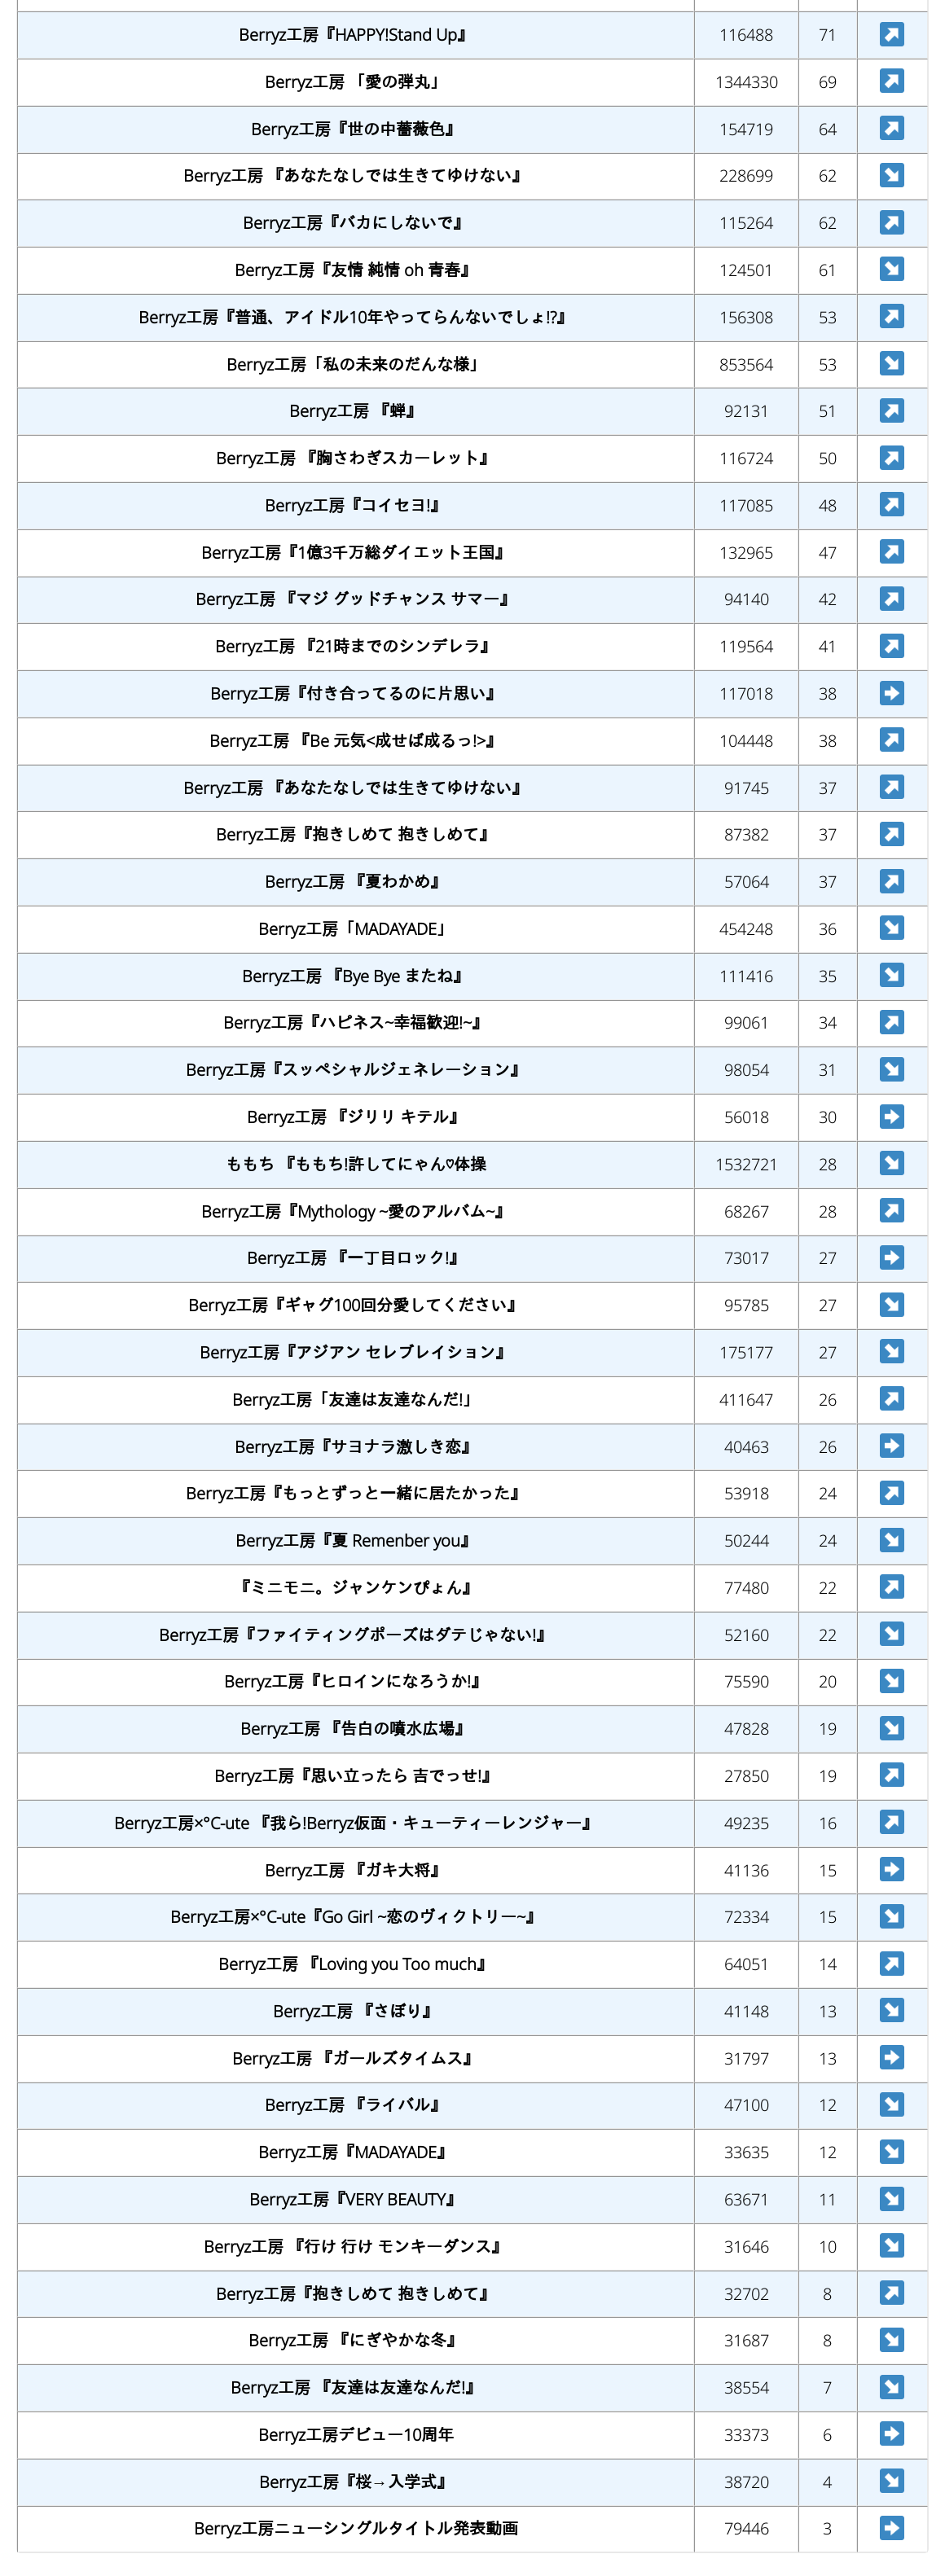 Berryz工房『HAPPY!Stand Up』 116488 71 ↗
Berryz工房 「愛の弾丸」 1344330 69 ↗
Berryz工房『世の中薔薇色』 154719 64 ↗
Berryz工房 『あなたなしでは生きてゆけない』 228699 62 ↘
Berryz工房『バカにしないで』 115264 62 ↗
Berryz工房『友情 純情 oh 青春』 124501 61 ↘
Berryz工房『普通、アイドル10年やってらんないでしょ!?』 156308 53 ↗
Berryz工房「私の未来のだんな様」 853564 53 ↘
Berryz工房 『蝉』 92131 51 ↗
Berryz工房 『胸さわぎスカーレット』 116724 50 ↗
Berryz工房『コイセヨ!』 117085 48 ↗
Berryz工房『1億3千万総ダイエット王国』 132965 47 ↗
Berryz工房 『マジ グッドチャンス サマー』 94140 42 ↗
Berryz工房 『21時までのシンデレラ』 119564 41 ↗
Berryz工房『付き合ってるのに片思い』 117018 38 ➡
Berryz工房 『Be 元気<成せば成るっ!>』 104448 38 ↗
Berryz工房 『あなたなしでは生きてゆけない』 91745 37 ↗
Berryz工房『抱きしめて 抱きしめて』 87382 37 ↗
Berryz工房 『夏わかめ』 57064 37 ↗
Berryz工房「MADAYADE」 454248 36 ↘
Berryz工房 『Bye Bye またね』 111416 35 ↘
Berryz工房『ハピネス~幸福歓迎!~』 99061 34 ↗
Berryz工房『スッペシャルジェネレーション』 98054 31 ↘
Berryz工房 『ジリリ キテル』 56018 30 ➡
ももち 『ももち!許してにゃん♡体操 1532721 28 ↘
Berryz工房『Mythology ~愛のアルバム~』 68267 28 ↗
Berryz工房 『一丁目ロック!』 73017 27 ➡
Berryz工房『ギャグ100回分愛してください』 95785 27 ↘
Berryz工房『アジアン セレブレイション』 175177 27 ↘
Berryz工房「友達は友達なんだ!」 411647 26 ↗
Berryz工房『サヨナラ激しき恋』 40463 26 ➡
Berryz工房『もっとずっと一緒に居たかった』 53918 24 ↗
Berryz工房『夏 Remenber you』 50244 24 ↘
『ミニモニ。ジャンケンぴょん』 77480 22 ↗
Berryz工房『ファイティングポーズはダテじゃない!』 52160 22 ↘
Berryz工房『ヒロインになろうか!』 75590 20 ↘
Berryz工房 『告白の噴水広場』 47828 19 ↘
Berryz工房『思い立ったら 吉でっせ!』 27850 19 ↗
Berryz工房×°C-ute 『我ら!Berryz仮面・キューティーレンジャー』 49235 16 ↗
Berryz工房 『ガキ大将』 41136 15 ➡
Berryz工房×°C-ute『Go Girl ~恋のヴィクトリー~』 72334 15 ↘
Berryz工房 『Loving you Too much』 64051 14 ↗
Berryz工房 『さぼり』 41148 13 ↘
Berryz工房 『ガールズタイムス』 31797 13 ➡
Berryz工房 『ライバル』 47100 12 ↘
Berryz工房『MADAYADE』 33635 12 ↘
Berryz工房『VERY BEAUTY』 63671 11 ↘
Berryz工房 『行け 行け モンキーダンス』 31646 10 ↘
Berryz工房『抱きしめて 抱きしめて』 32702 8 ↗
Berryz工房 『にぎやかな冬』 31687 8 ↘
Berryz工房 『友達は友達なんだ!』 38554 7 ↘
Berryz工房デビュー10周年 33373 6 ➡
Berryz工房『桜→入学式』 38720 4 ↘
Berryz工房ニューシングルタイトル発表動画 79446 3 ➡